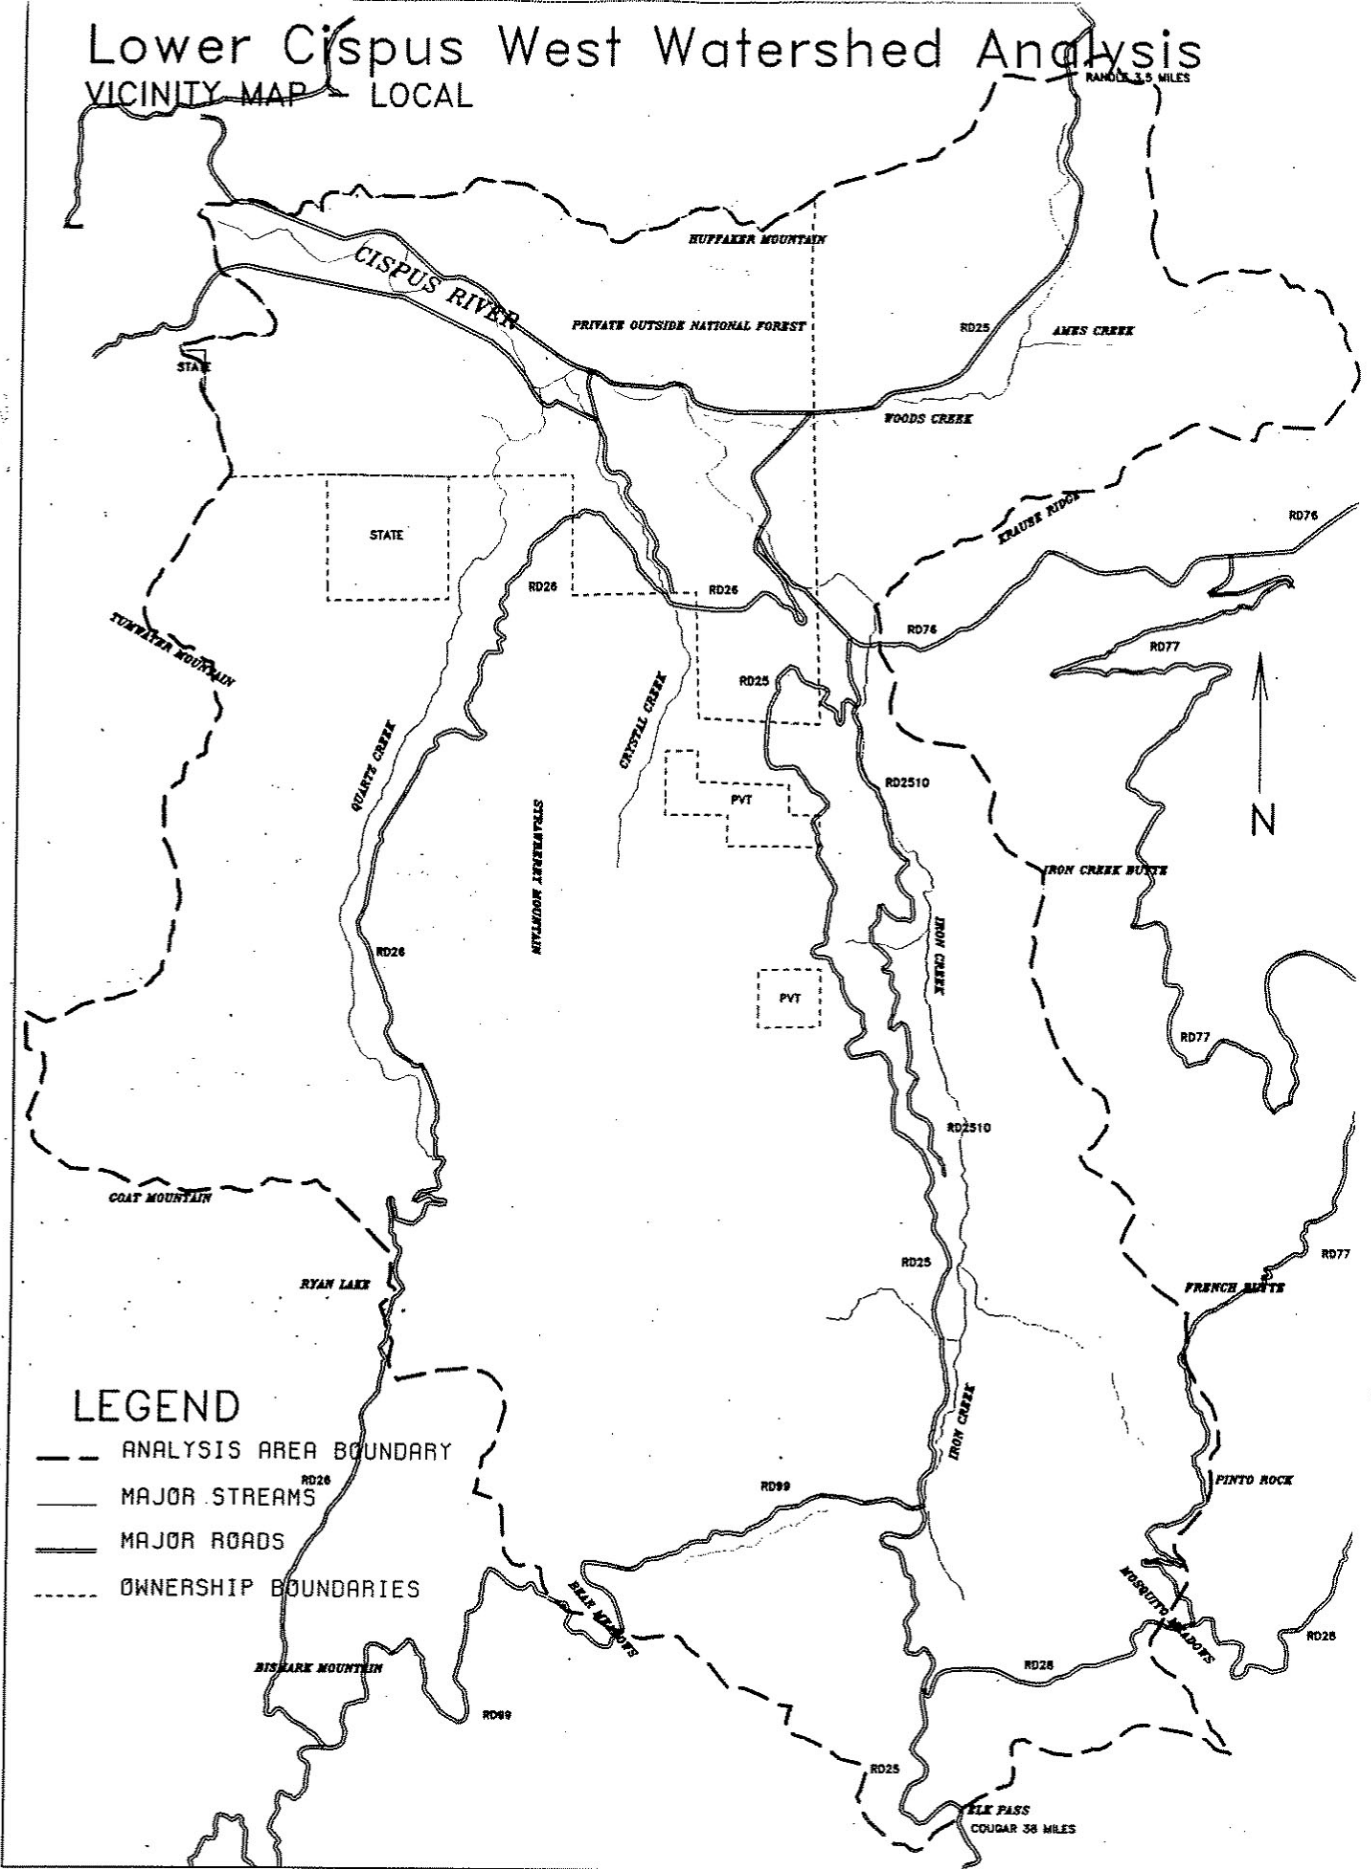 Lower Cispus West Watershed Analysis
VICINITY MAP - LOCAL
RANDLE 3.5 MILES
HUFFAKER MOUNTAIN
CISPUS RIVER
PRIVATE OUTSIDE NATIONAL FOREST
RD25
AMES CREEK
STATE
WOODS CREEK
KRAUSE RIDGE
RD76
STATE
RD26
RD26
TUMWATER MOUNTAIN
RD76
RD77
RD25
CRYSTAL CREEK
QUARTZ CREEK
RD2510
PVT
N
STRAWBERRY MOUNTAIN
IRON CREEK BUTTE
RD26
IRON CREEK
PVT
RD77
RD2510
GOAT MOUNTAIN
RD25
RD77
RYAN LAKE
FRENCH BUTTE
LEGEND
ANALYSIS AREA BOUNDARY
RD26
MAJOR STREAMS
MAJOR ROADS
OWNERSHIP BOUNDARIES
IRON CREEK
RD99
PINTO ROCK
BEAR MEADOWS
MOSQUITO MEADOWS
RD28
BISMARK MOUNTAIN
RD28
RD99
RD25
ELK PASS
COUGAR 38 MILES